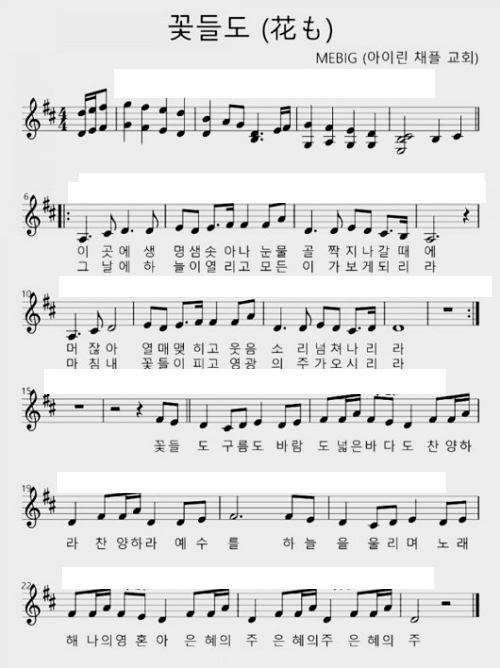 꽃들도 (花も)
MEBIG (아이린 채플 교회)
6
이 곳에 생 명샘솟아나 눈물 골 짝지나갈 때 에
그 날에 하 늘이열리고 모든 이 가보게되리 라
10
머 잖아 열매맺 히고 웃음 소 리넘쳐나 리 라
마 침내 꽃들이 피고 영광 의 주가오시 리 라
15
꽃들 도 구름도 바람 도 넓은바 다도 찬양하
19
라 찬양하라 예수 를 하늘 을 울리며 노래
22
해 나의영 혼아 은혜의 주 은혜의주 은혜의 주